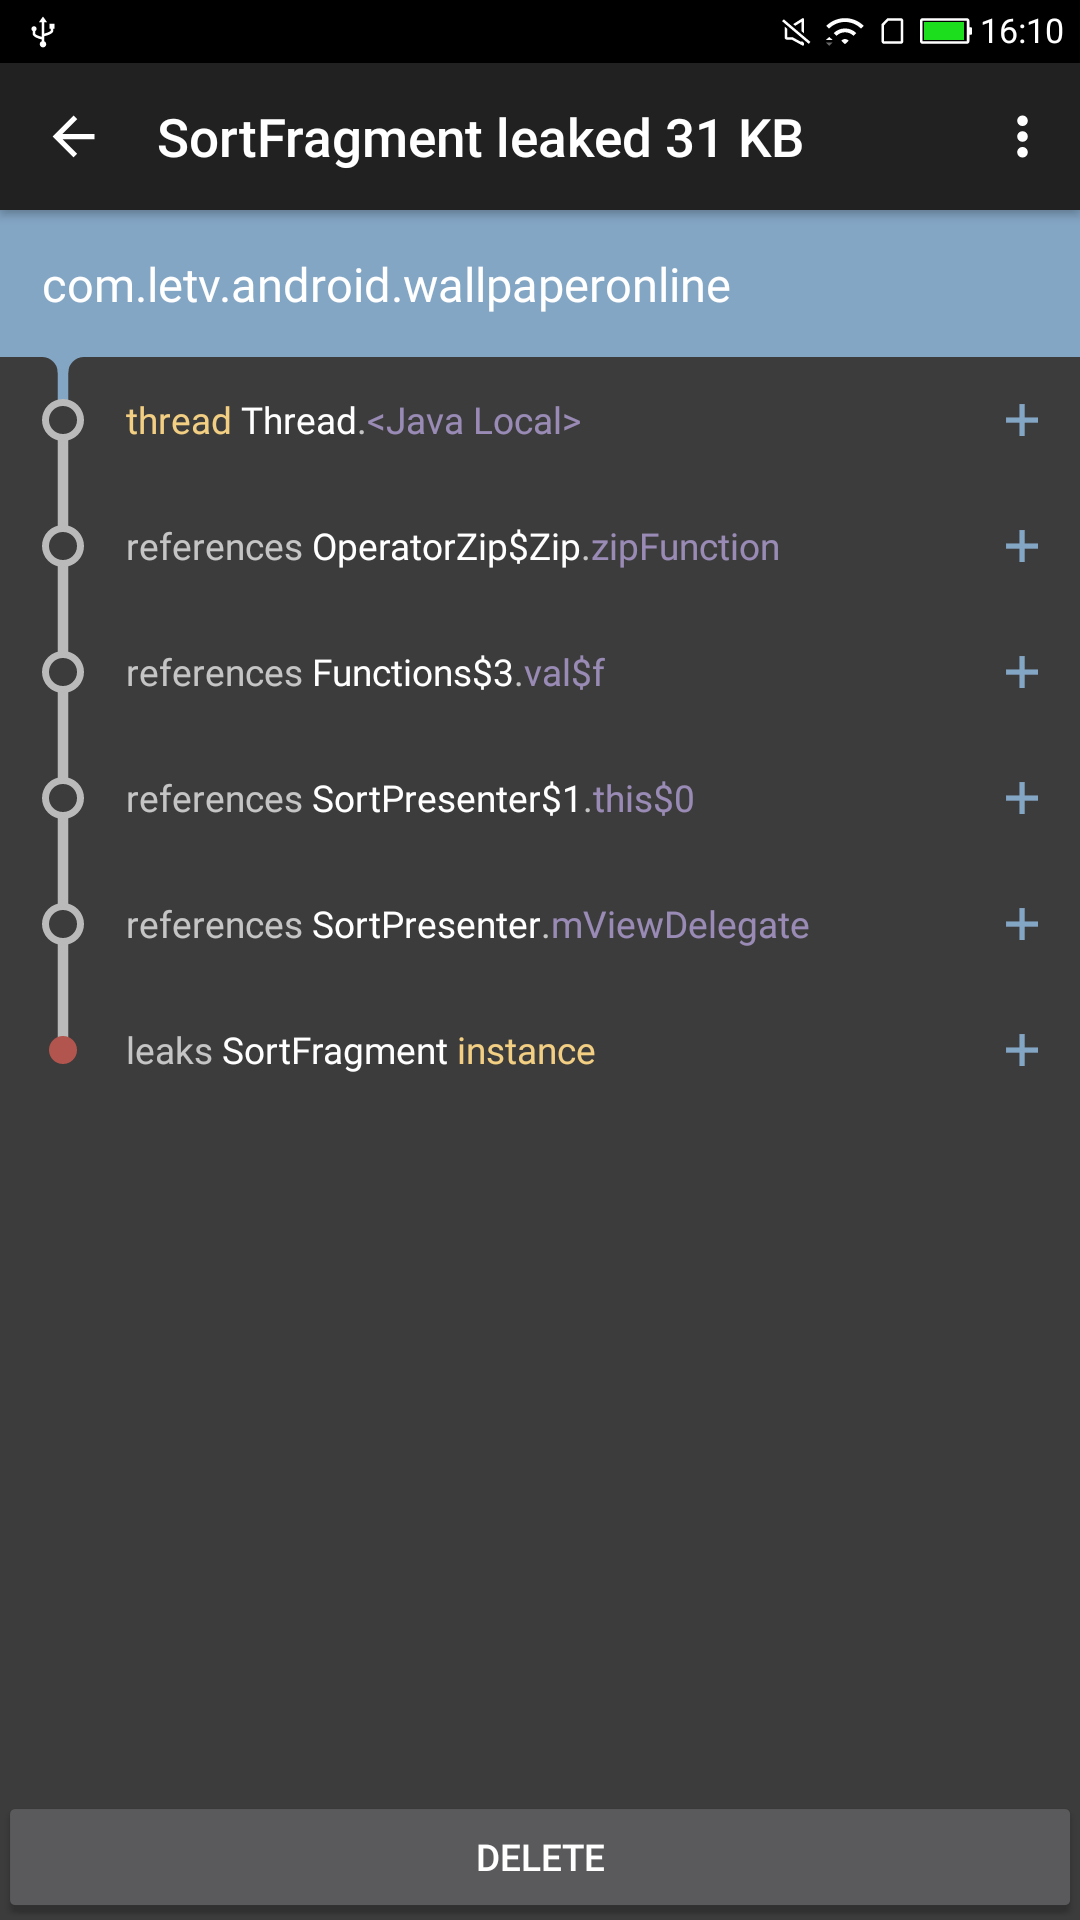 16:10
SortFragment leaked 31 KB
com.letv.android.wallpaperonline
thread Thread.<Java Local>
references OperatorZip$Zip.zipFunction
references Functions$3.val$f
references SortPresenter$1.this$0
references SortPresenter.mViewDelegate
leaks SortFragment instance
DELETE